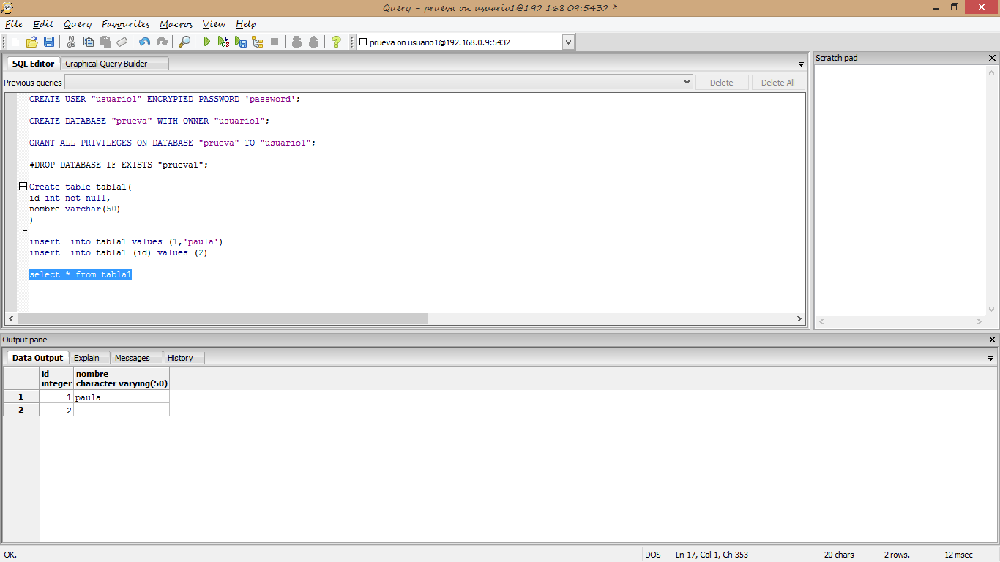 Query - prueva on usuario1@192.168.0.9:5432 *
File Edit Query Favourites Macros View Help
prueva on usuario1@192.168.0.9:5432
SQL Editor Graphical Query Builder
Previous queries Delete Delete All
CREATE USER "usuario1" ENCRYPTED PASSWORD 'password';
CREATE DATABASE "prueva" WITH OWNER "usuario1";
GRANT ALL PRIVILEGES ON DATABASE "prueva" TO "usuario1";
#DROP DATABASE IF EXISTS "prueva1";
Create table tabla1(
id int not null,
nombre varchar(50)
)
insert  into tabla1 values (1,'paula')
insert  into tabla1 (id) values (2)
select * from tabla1
Scratch pad
Output pane
Data Output Explain Messages History
id nombre
integer character varying(50)
1 1 paula
2 2
OK. DOS Ln 17, Col 1, Ch 353 20 chars 2 rows. 12 msec